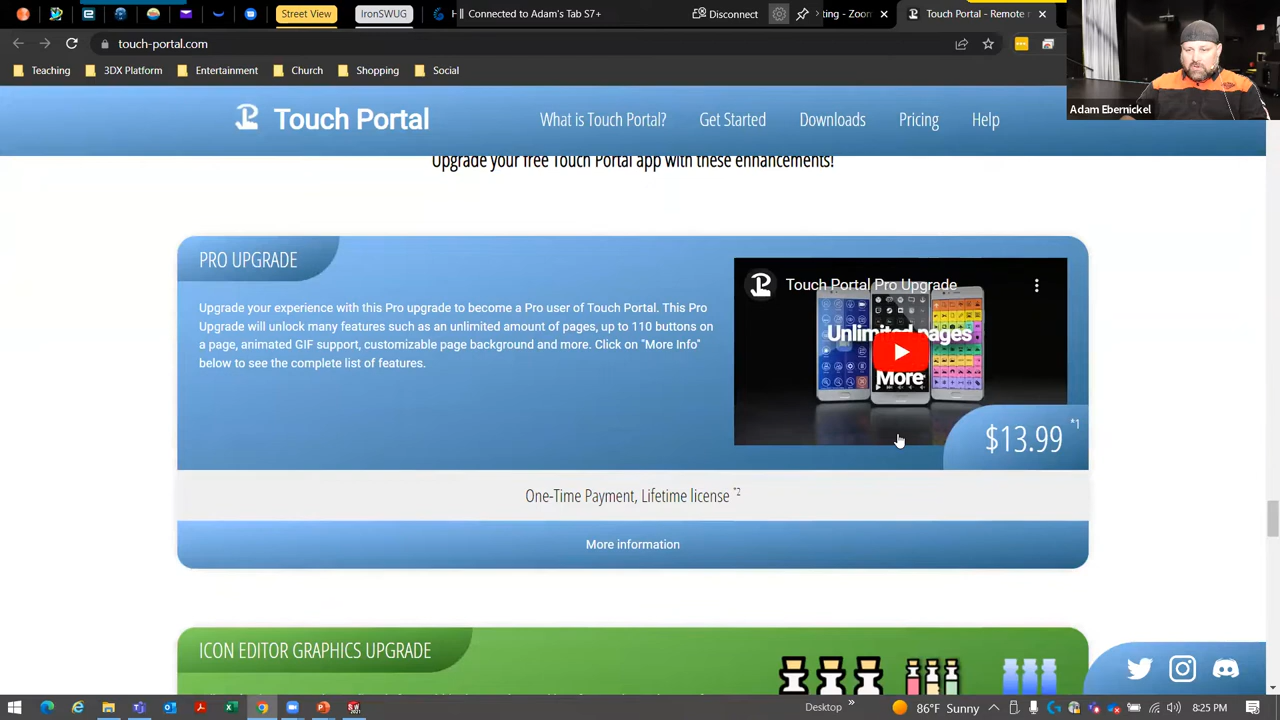 Street View
IronSWUG
Connected to Adam's Tab S7+
Disconnect
ting - Zoom
Touch Portal - Remote
touch-portal.com
Teaching
3DX Platform
Entertainment
Church
Shopping
Social
Adam Ebernickel
Touch Portal
What is Touch Portal?
Get Started
Downloads
Pricing
Help
Upgrade your free Touch Portal app with these enhancements!
PRO UPGRADE
Upgrade your experience with this Pro upgrade to become a Pro user of Touch Portal. This Pro
Upgrade will unlock many features such as an unlimited amount of pages, up to 110 buttons on
a page, animated GIF support, customizable page background and more. Click on "More Info"
below to see the complete list of features.
Touch Portal Pro Upgrade
Unlimited pages
More
$13.99 *1
One-Time Payment, Lifetime license *2
More information
ICON EDITOR GRAPHICS UPGRADE
Desktop
86°F Sunny
8:25 PM